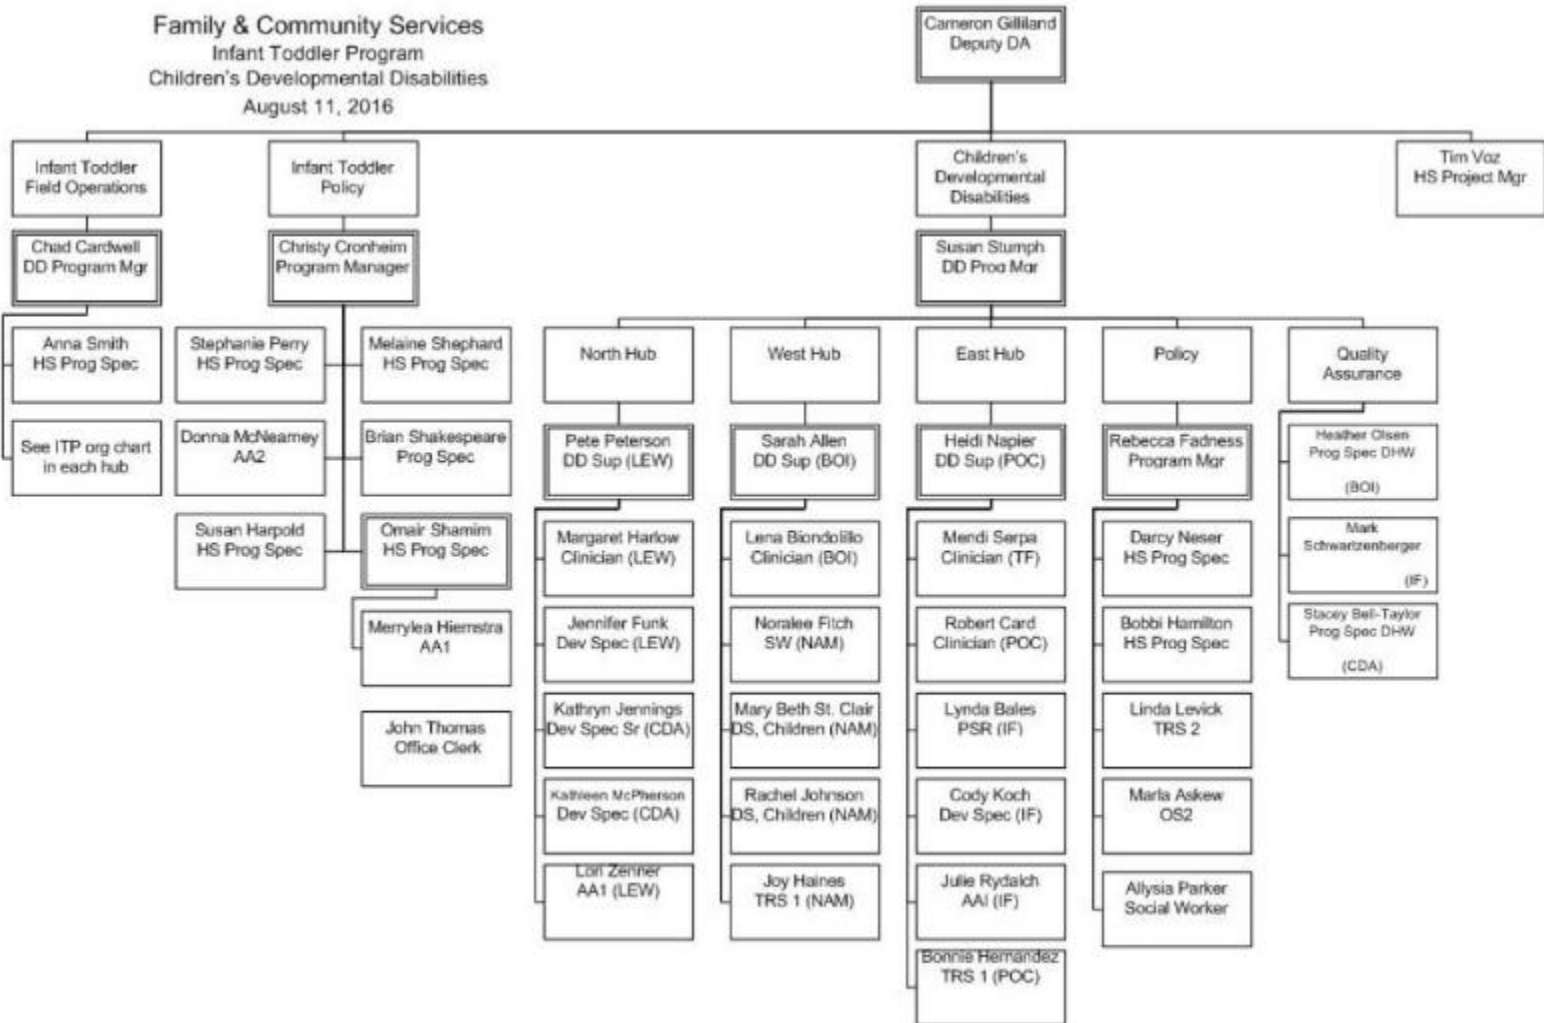 Family & Community Services
Infant Toddler Program
Children's Developmental Disabilities
August 11, 2016
Cameron Gilliland
Deputy DA
Infant Toddler
Field Operations
Infant Toddler
Policy
Children's
Developmental
Disabilities
Tim Voz
HS Project Mgr
Chad Cardwell
DD Program Mgr
Christy Cronheim
Program Manager
Susan Stumph
DD Prog Mgr
Anna Smith
HS Prog Spec
See ITP org chart
in each hub
Stephanie Perry
HS Prog Spec
Melaine Shephard
HS Prog Spec
Donna McNearney
AA2
Brian Shakespeare
Prog Spec
Susan Harpold
HS Prog Spec
Omair Shamim
HS Prog Spec
Merrylea Hiemstra
AA1
John Thomas
Office Clerk
North Hub
Pete Peterson
DD Sup (LEW)
Margaret Harlow
Clinician (LEW)
Jennifer Funk
Dev Spec (LEW)
Kathryn Jennings
Dev Spec Sr (CDA)
Kathleen McPherson
Dev Spec (CDA)
Lori Zenner
AA1 (LEW)
West Hub
Sarah Allen
DD Sup (BOI)
Lena Biondolillo
Clinician (BOI)
Noralee Fitch
SW (NAM)
Mary Beth St. Clair
DS, Children (NAM)
Rachel Johnson
DS, Children (NAM)
Joy Haines
TRS 1 (NAM)
East Hub
Heidi Napier
DD Sup (POC)
Mendi Serpa
Clinician (TF)
Robert Card
Clinician (POC)
Lynda Bales
PSR (IF)
Cody Koch
Dev Spec (IF)
Julie Rydalch
AAI (IF)
Bonnie Hernandez
TRS 1 (POC)
Policy
Rebecca Fadness
Program Mgr
Darcy Neser
HS Prog Spec
Bobbi Hamilton
HS Prog Spec
Linda Levick
TRS 2
Marla Askew
OS2
Allysia Parker
Social Worker
Quality
Assurance
Heather Olsen
Prog Spec DHW
(BOI)
Mark
Schwartzenberger
(IF)
Stacey Bell-Taylor
Prog Spec DHW
(CDA)